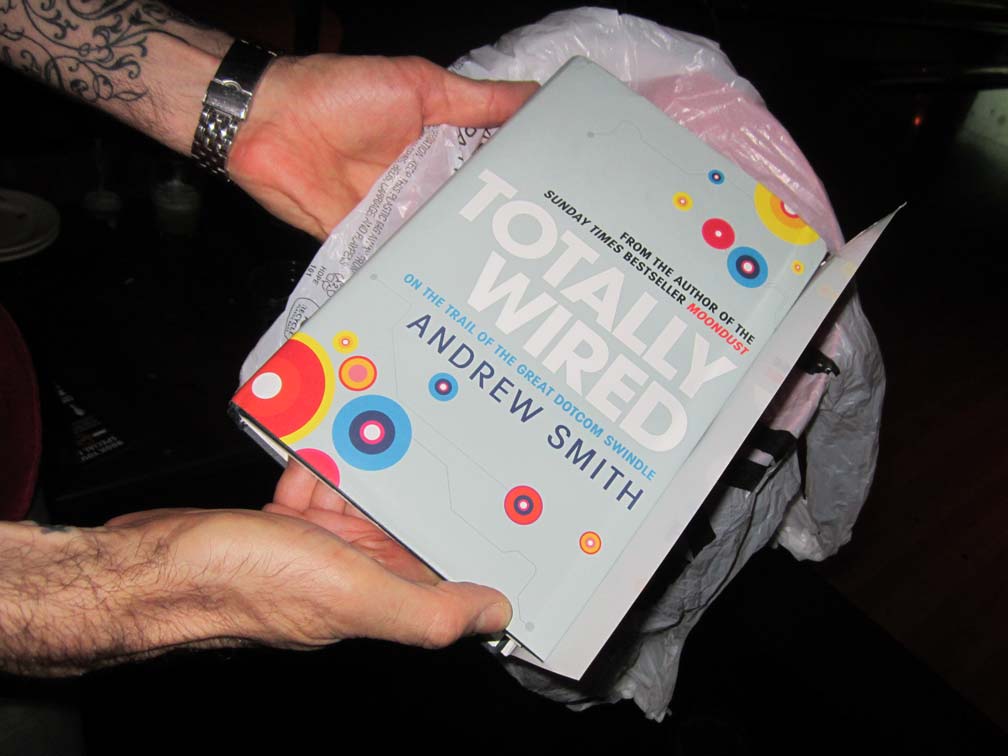 FROM THE AUTHOR OF THE
SUNDAY TIMES BESTSELLER MOONDUST
TOTALLY
WIRED
ON THE TRAIL OF THE GREAT DOTCOM SWINDLE
ANDREW SMITH